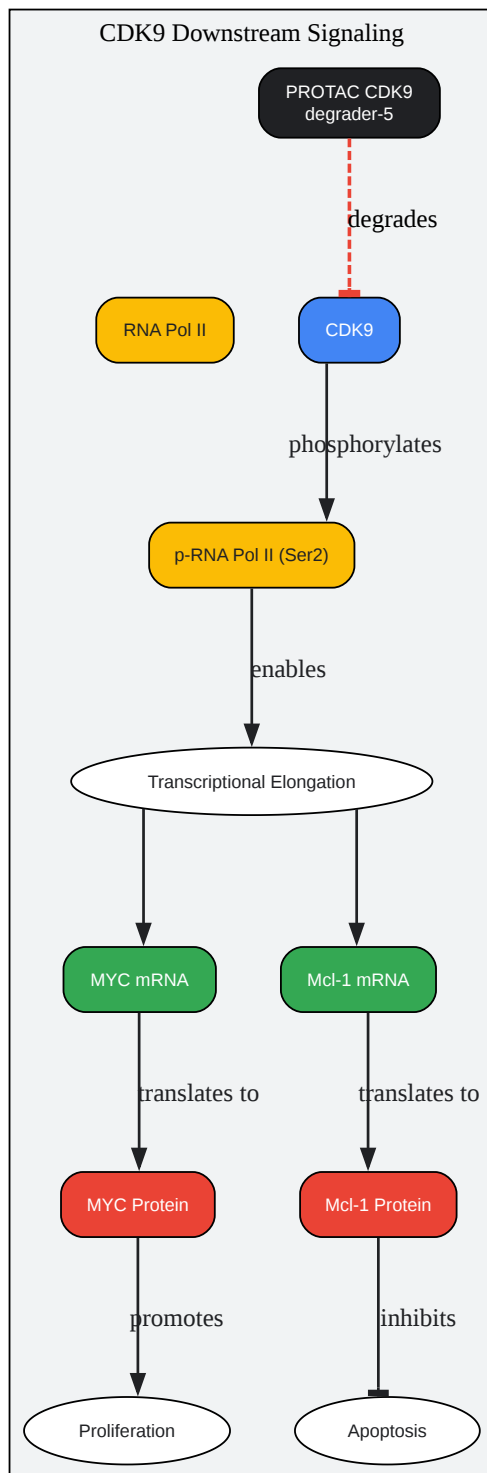 CDK9 Downstream Signaling
PROTAC CDK9
degrader-5
degrades
RNA Pol II
CDK9
phosphorylates
p-RNA Pol II (Ser2)
enables
Transcriptional Elongation
MYC mRNA
Mcl-1 mRNA
translates to
translates to
MYC Protein
Mcl-1 Protein
promotes
inhibits
Proliferation
Apoptosis